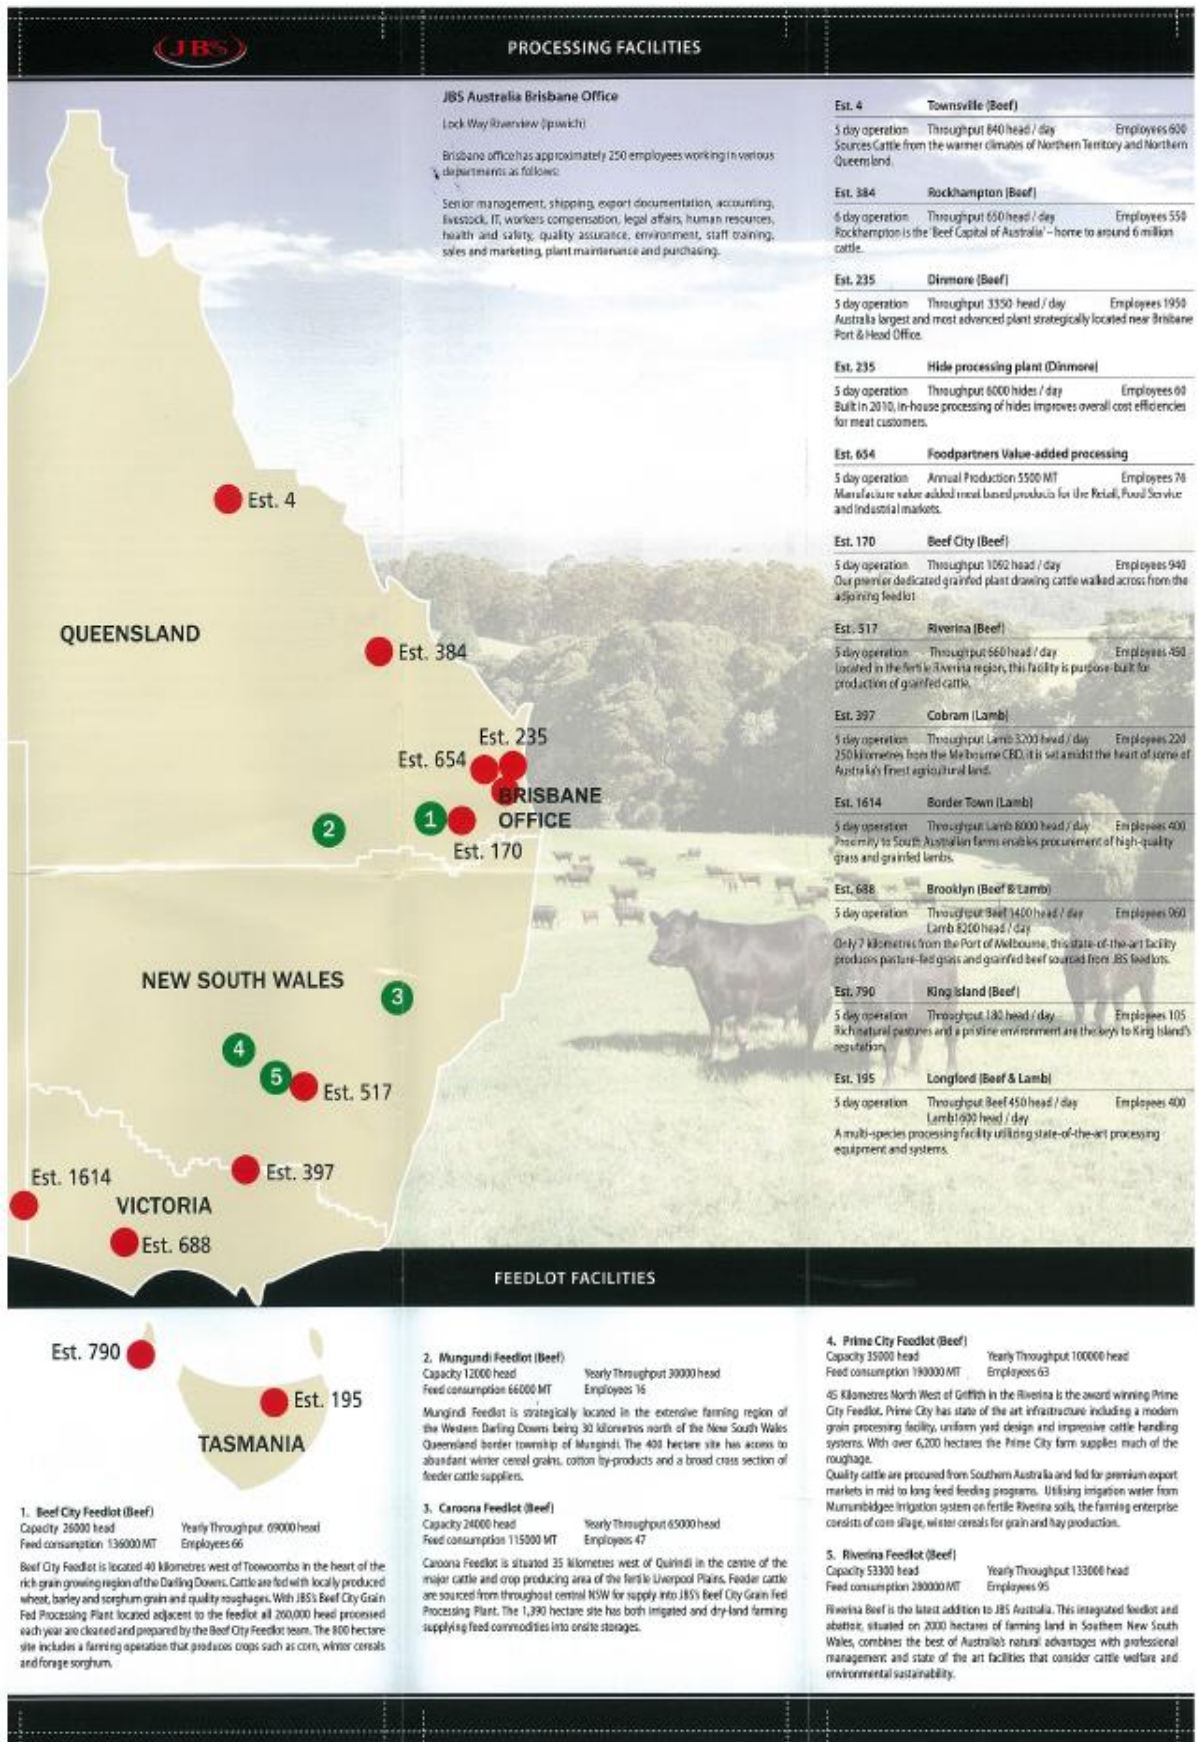 JBS
PROCESSING FACILITIES
JBS Australia Brisbane Office
Lock Way Riverview (Ipswich)
Brisbane office has approximately 250 employees working in various
departments as follows:
Senior management, shipping, export documentation, accounting,
livestock, IT, workers compensation, legal affairs, human resources,
health and safety, quality assurance, environment, staff training,
sales and marketing, plant maintenance and purchasing.
Est. 4 Townsville (Beef)
5 day operation Throughput 840 head / day Employees 600
Sources Cattle from the warmer climates of Northern Territory and Northern
Queensland.
Est. 384 Rockhampton (Beef)
6 day operation Throughput 650 head / day Employees 550
Rockhampton is the 'Beef Capital of Australia' – home to around 6 million
cattle.
Est. 235 Dinmore (Beef)
5 day operation Throughput 3350 head / day Employees 1950
Australia largest and most advanced plant strategically located near Brisbane
Port & Head Office.
Est. 235 Hide processing plant (Dinmore)
5 day operation Throughput 6000 hides / day Employees 60
Built in 2010, in-house processing of hides improves overall cost efficiencies
for meat customers.
Est. 654 Foodpartners Value-added processing
5 day operation Annual Production 5500 MT Employees 76
Manufacture value added meat based products for the Retail, Food Service
and Industrial markets.
Est. 170 Beef City (Beef)
5 day operation Throughput 1092 head / day Employees 940
Our premier dedicated grainfed plant drawing cattle walked across from the
adjoining feedlot
Est. 517 Riverina (Beef)
5 day operation Throughput 660 head / day Employees 450
Located in the fertile Riverina region, this facility is purpose-built for
production of grainfed cattle.
Est. 397 Cobram (Lamb)
5 day operation Throughput Lamb 3200 head / day Employees 220
250 kilometres from the Melbourne CBD, it is set amidst the heart of some of
Australia's finest agricultural land.
Est. 1614 Border Town (Lamb)
5 day operation Throughput Lamb 8000 head / day Employees 400
Proximity to South Australian farms enables procurement of high-quality
grass and grainfed lambs.
Est. 688 Brooklyn (Beef & Lamb)
5 day operation Throughput Beef 1400 head / day Employees 960
Lamb 8200 head / day
Only 7 kilometres from the Port of Melbourne, this state-of-the-art facility
produces pasture-fed grass and grainfed beef sourced from JBS feedlots.
Est. 790 King Island (Beef)
5 day operation Throughput 180 head / day Employees 105
Rich natural pastures and a pristine environment are the keys to King Island's
reputation.
Est. 195 Longford (Beef & Lamb)
5 day operation Throughput Beef 450 head / day Employees 400
Lamb 1600 head / day
A multi-species processing facility utilizing state-of-the-art processing
equipment and systems.
Est. 4
QUEENSLAND
Est. 384
Est. 235
Est. 654
BRISBANE
OFFICE
1
2
Est. 170
NEW SOUTH WALES
3
4
5
Est. 517
Est. 397
Est. 1614
VICTORIA
Est. 688
FEEDLOT FACILITIES
Est. 790
Est. 195
TASMANIA
1. Beef City Feedlot (Beef)
Capacity 26000 head Yearly Throughput 69000 head
Feed consumption 136000 MT Employees 66
Beef City Feedlot is located 40 kilometres west of Toowoomba in the heart of the
rich grain growing region of the Darling Downs. Cattle are fed with locally produced
wheat, barley and sorghum grain and quality roughages. With JBS's Beef City Grain
Fed Processing Plant located adjacent to the feedlot all 260,000 head processed
each year are cleaned and prepared by the Beef City Feedlot team. The 800 hectare
site includes a farming operation that produces crops such as corn, winter cereals
and forage sorghum.
2. Mungundi Feedlot (Beef)
Capacity 12000 head Yearly Throughput 30000 head
Feed consumption 66000 MT Employees 16
Mungindi Feedlot is strategically located in the extensive farming region of
the Western Darling Downs being 30 kilometres north of the New South Wales
Queensland border township of Mungindi. The 400 hectare site has access to
abundant winter cereal grains, cotton by-products and a broad cross section of
feeder cattle suppliers.
3. Caroona Feedlot (Beef)
Capacity 24000 head Yearly Throughput 65000 head
Feed consumption 115000 MT Employees 47
Caroona Feedlot is situated 35 kilometres west of Quirindi in the centre of the
major cattle and crop producing area of the fertile Liverpool Plains. Feeder cattle
are sourced from throughout central NSW for supply into JBS's Beef City Grain Fed
Processing Plant. The 1,390 hectare site has both irrigated and dry-land farming
supplying feed commodities into onsite storages.
4. Prime City Feedlot (Beef)
Capacity 35000 head Yearly Throughput 100000 head
Feed consumption 190000 MT Employees 63
45 Kilometres North West of Griffith in the Riverina is the award winning Prime
City Feedlot. Prime City has state of the art infrastructure including a modern
grain processing facility, uniform yard design and impressive cattle handling
systems. With over 6,200 hectares the Prime City farm supplies much of the
roughage.
Quality cattle are procured from Southern Australia and fed for premium export
markets in mid to long feed feeding programs. Utilising irrigation water from
Murrumbidgee Irrigation system on fertile Riverina soils, the farming enterprise
consists of corn silage, winter cereals for grain and hay production.
5. Riverina Feedlot (Beef)
Capacity 53300 head Yearly Throughput 133000 head
Feed consumption 280000 MT Employees 95
Riverina Beef is the latest addition to JBS Australia. This integrated feedlot and
abattoir, situated on 2000 hectares of farming land in Southern New South
Wales, combines the best of Australia's natural advantages with professional
management and state of the art facilities that consider cattle welfare and
environmental sustainability.